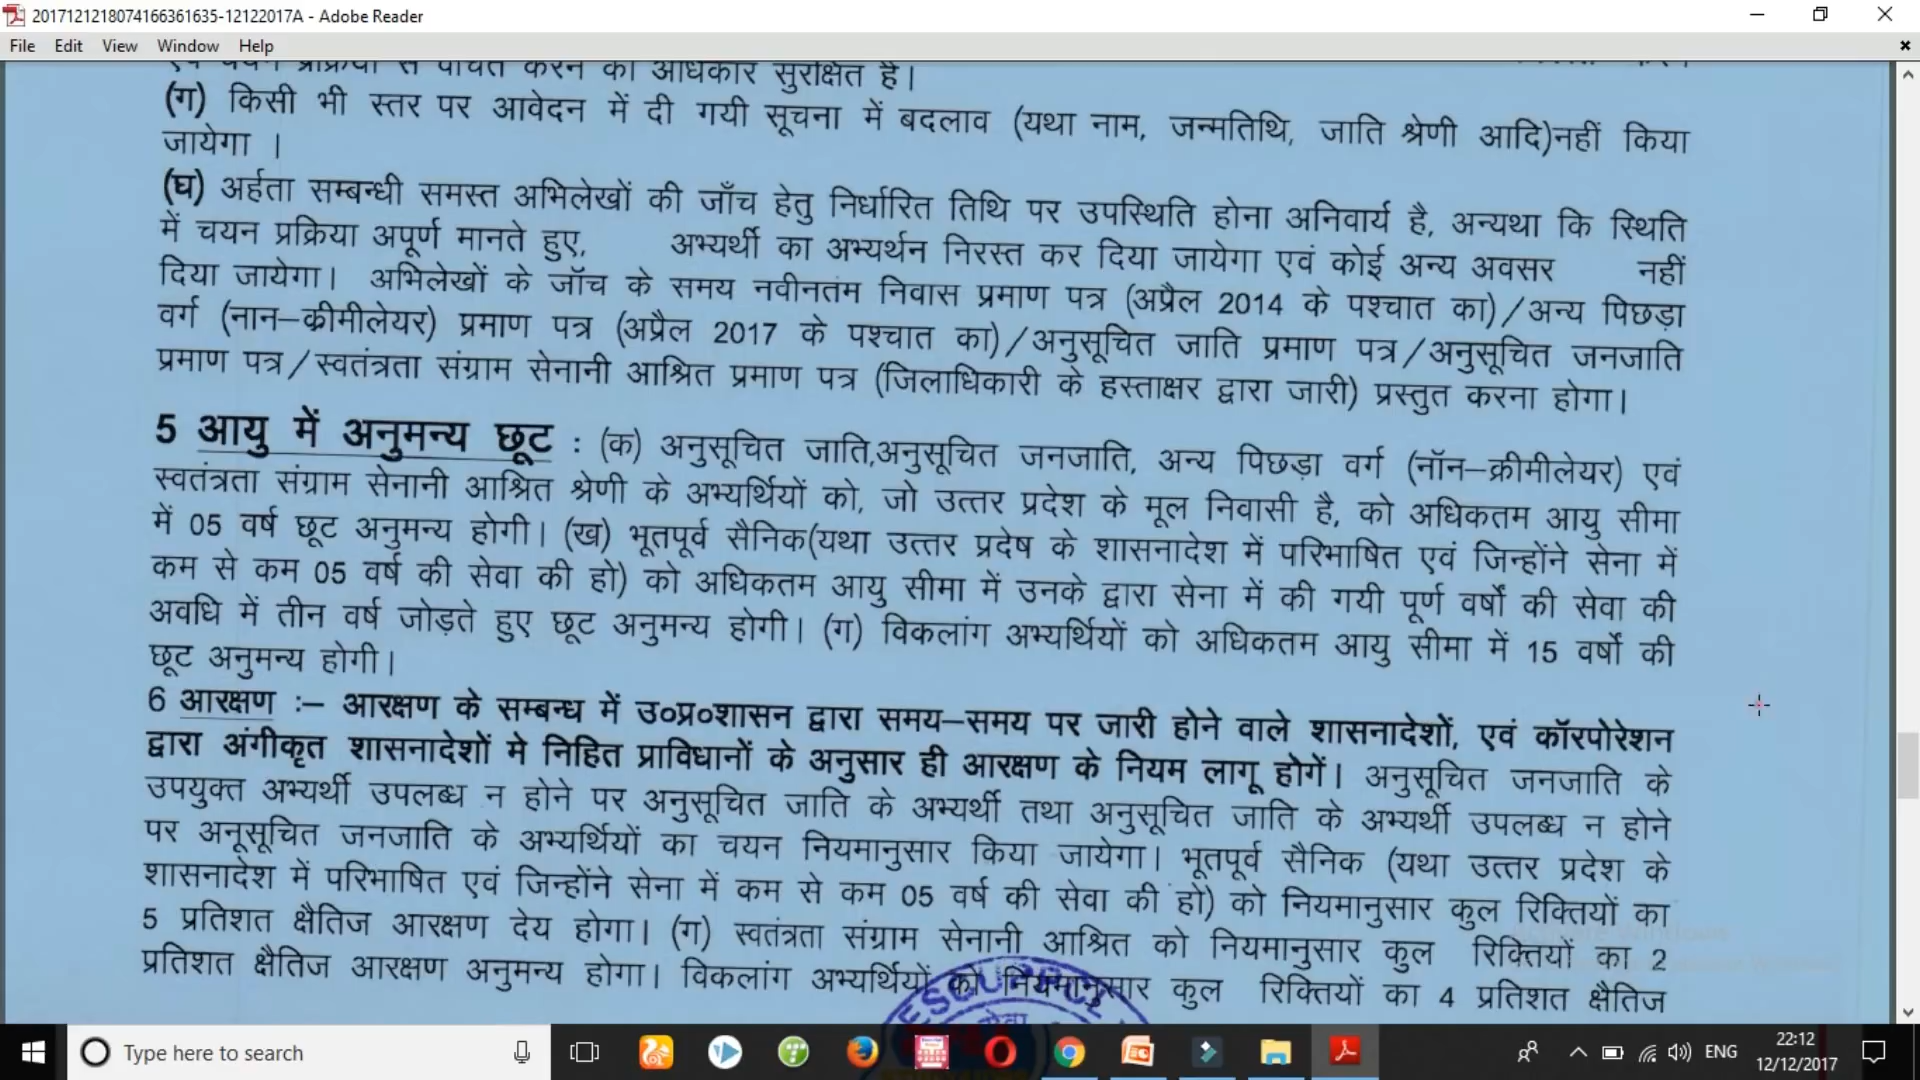 2017121218074166361635-12122017A - Adobe Reader
File Edit View Window Help
सुरक्षित है।
(ग) किसी भी स्तर पर आवेदन में दी गयी सूचना में बदलाव (यथा नाम, जन्मतिथि, जाति श्रेणी आदि)नहीं किया
जायेगा ।
(घ) अर्हता सम्बन्धी समस्त अभिलेखों की जाँच हेतु निर्धारित तिथि पर उपस्थिति होना अनिवार्य है, अन्यथा कि स्थिति
में चयन प्रक्रिया अपूर्ण मानते हुए, अभ्यर्थी का अभ्यर्थन निरस्त कर दिया जायेगा एवं कोई अन्य अवसर नहीं
दिया जायेगा। अभिलेखों के जॉच के समय नवीनतम निवास प्रमाण पत्र (अप्रैल 2014 के पश्चात का)/अन्य पिछड़ा
वर्ग (नान–क्रीमीलेयर) प्रमाण पत्र (अप्रैल 2017 के पश्चात का)/अनुसूचित जाति प्रमाण पत्र/अनुसूचित जनजाति
प्रमाण पत्र/स्वतंत्रता संग्राम सेनानी आश्रित प्रमाण पत्र (जिलाधिकारी के हस्ताक्षर द्वारा जारी) प्रस्तुत करना होगा।
5 आयु में अनुमन्य छूट : (क) अनुसूचित जाति,अनुसूचित जनजाति, अन्य पिछड़ा वर्ग (नॉन–क्रीमीलेयर) एवं
स्वतंत्रता संग्राम सेनानी आश्रित श्रेणी के अभ्यर्थियों को, जो उत्तर प्रदेश के मूल निवासी है, को अधिकतम आयु सीमा
में 05 वर्ष छूट अनुमन्य होगी। (ख) भूतपूर्व सैनिक(यथा उत्तर प्रदेष के शासनादेश में परिभाषित एवं जिन्होंने सेना में
कम से कम 05 वर्ष की सेवा की हो) को अधिकतम आयु सीमा में उनके द्वारा सेना में की गयी पूर्ण वर्षों की सेवा की
अवधि में तीन वर्ष जोड़ते हुए छूट अनुमन्य होगी। (ग) विकलांग अभ्यर्थियों को अधिकतम आयु सीमा में 15 वर्षों की
छूट अनुमन्य होगी।
6 आरक्षण :– आरक्षण के सम्बन्ध में उ०प्र०शासन द्वारा समय–समय पर जारी होने वाले शासनादेशों, एवं कॉरपोरेशन
द्वारा अंगीकृत शासनादेशों मे निहित प्राविधानों के अनुसार ही आरक्षण के नियम लागू होगें। अनुसूचित जनजाति के
उपयुक्त अभ्यर्थी उपलब्ध न होने पर अनुसूचित जाति के अभ्यर्थी तथा अनुसूचित जाति के अभ्यर्थी उपलब्ध न होने
पर अनूसूचित जनजाति के अभ्यर्थियों का चयन नियमानुसार किया जायेगा। भूतपूर्व सैनिक (यथा उत्तर प्रदेश के
शासनादेश में परिभाषित एवं जिन्होंने सेना में कम से कम 05 वर्ष की सेवा की हो) को नियमानुसार कुल रिक्तियों का
5 प्रतिशत क्षैतिज आरक्षण देय होगा। (ग) स्वतंत्रता संग्राम सेनानी आश्रित को नियमानुसार कुल रिक्तियों का 2
प्रतिशत क्षैतिज आरक्षण अनुमन्य होगा। विकलांग अभ्यर्थियों को नियमानुसार कुल रिक्तियों का 4 प्रतिशत क्षैतिज
Type here to search
ENG
22:12
12/12/2017